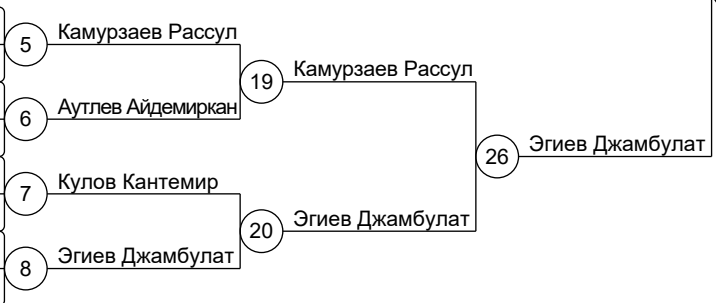 5
Камурзаев Рассул
19
Камурзаев Рассул
6
Аутлев Айдемиркан
26
Эгиев Джамбулат
7
Кулов Кантемир
20
Эгиев Джамбулат
8
Эгиев Джамбулат